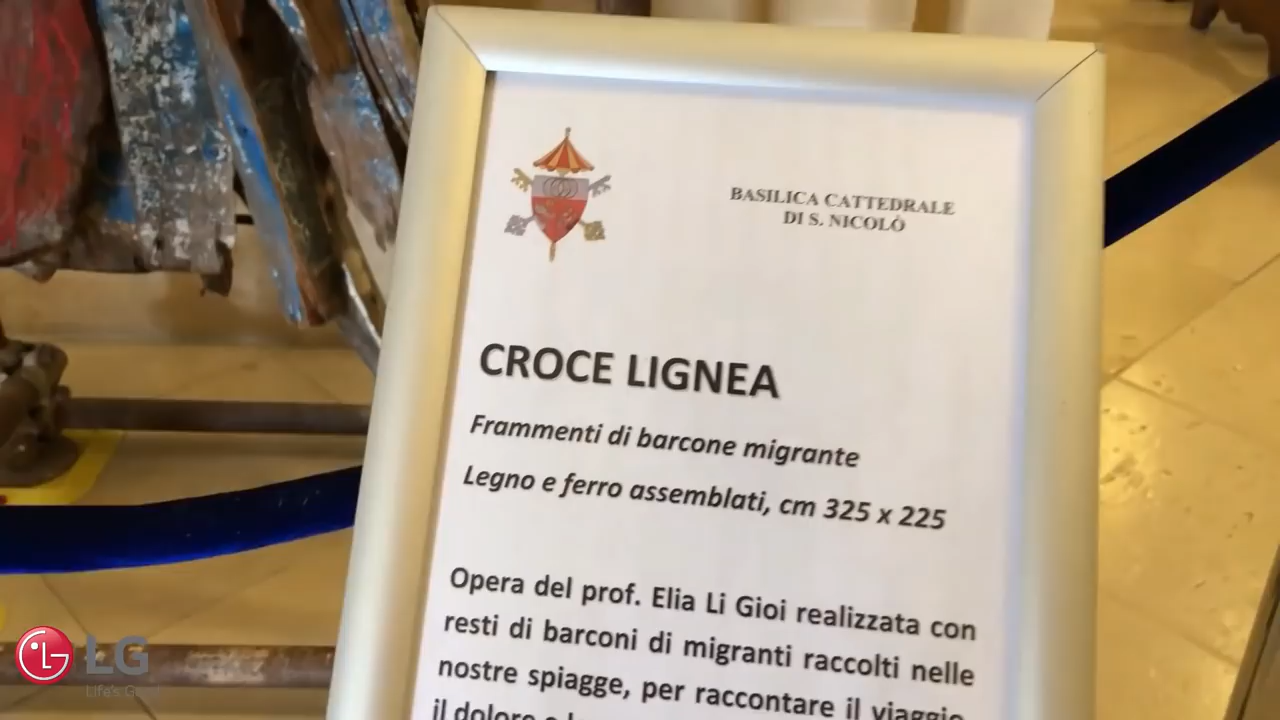 BASILICA CATTEDRALE
DI S. NICOLÒ
CROCE LIGNEA
Frammenti di barcone migrante
Legno e ferro assemblati, cm 325 x 225
Opera del prof. Elia Li Gioi realizzata con
resti di barconi di migranti raccolti nelle
nostre spiagge, per raccontare il viaggio
il dolore e
LG
Life's Good